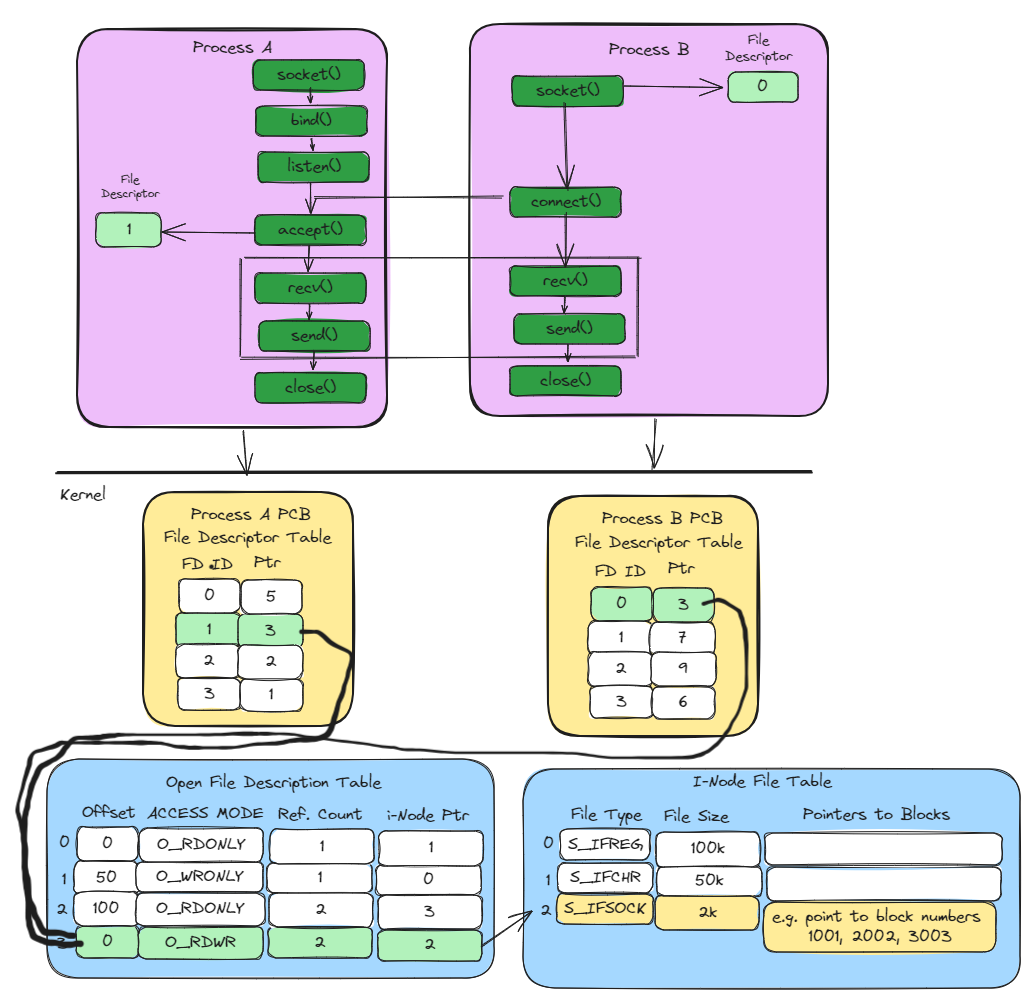 Process A
socket()
bind()
listen()
File
Descriptor
1
accept()
recv()
send()
close()
Process B
File
Descriptor
socket()
0
connect()
recv()
send()
close()
Kernel
Process A PCB
File Descriptor Table
FD ID Ptr
0 5
1 3
2 2
3 1
Process B PCB
File Descriptor Table
FD ID Ptr
0 3
1 7
2 9
3 6
Open File Description Table
Offset ACCESS MODE Ref. Count i-Node Ptr
0 0 O_RDONLY 1 1
1 50 O_WRONLY 1 0
2 100 O_RDONLY 2 3
3 0 O_RDWR 2 2
I-Node File Table
File Type File Size Pointers to Blocks
0 S_IFREG 100k
1 S_IFCHR 50k
2 S_IFSOCK 2k
e.g. point to block numbers
1001, 2002, 3003